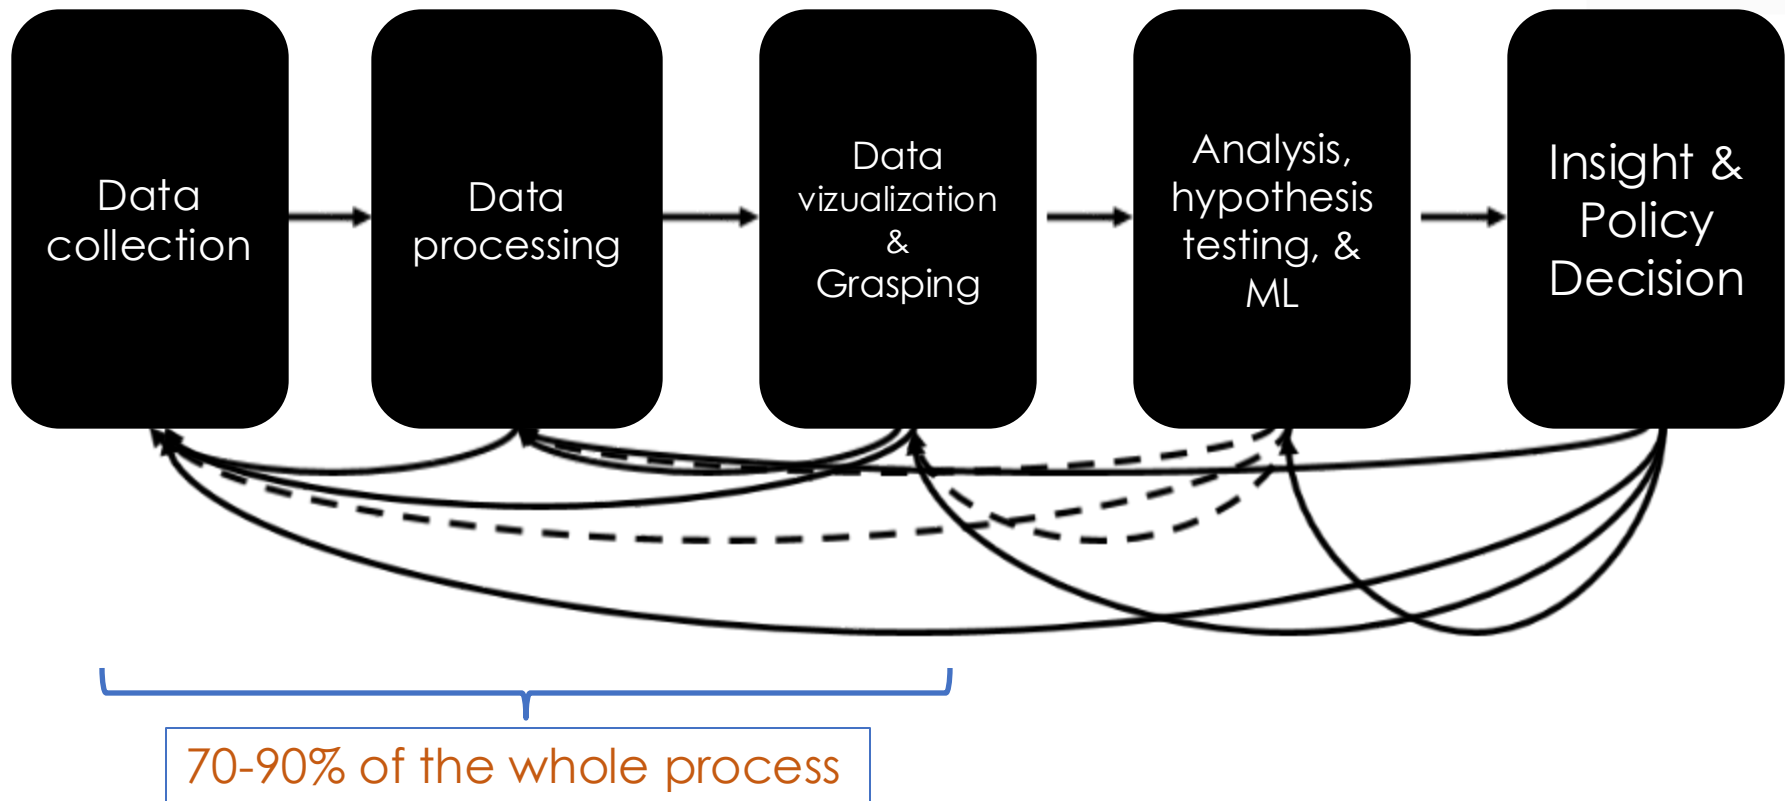 Data
collection
Data
processing
Data
vizualization
&
Grasping
Analysis,
hypothesis
testing, &
ML
Insight &
Policy
Decision
70-90% of the whole process